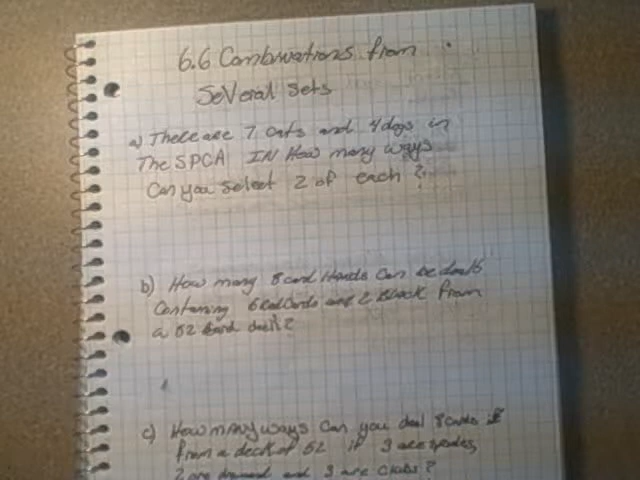 6.6 Combinations from
Several Sets
a) There are 7 Cats and 4 dogs in
The SPCA IN How many ways
Can you Select 2 of each?
b) How many 8 card Hands Can be dealt
Containing 6 Red Cards and 2 Black from
a 52 Card deck?
c) How many ways Can you deal 8 cards
from a deck of 52 if 3 are spades,
2 are diamond and 3 are clubs?